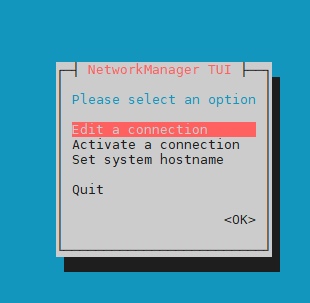 NetworkManager TUI
Please select an option
Edit a connection
Activate a connection
Set system hostname
Quit
<OK>